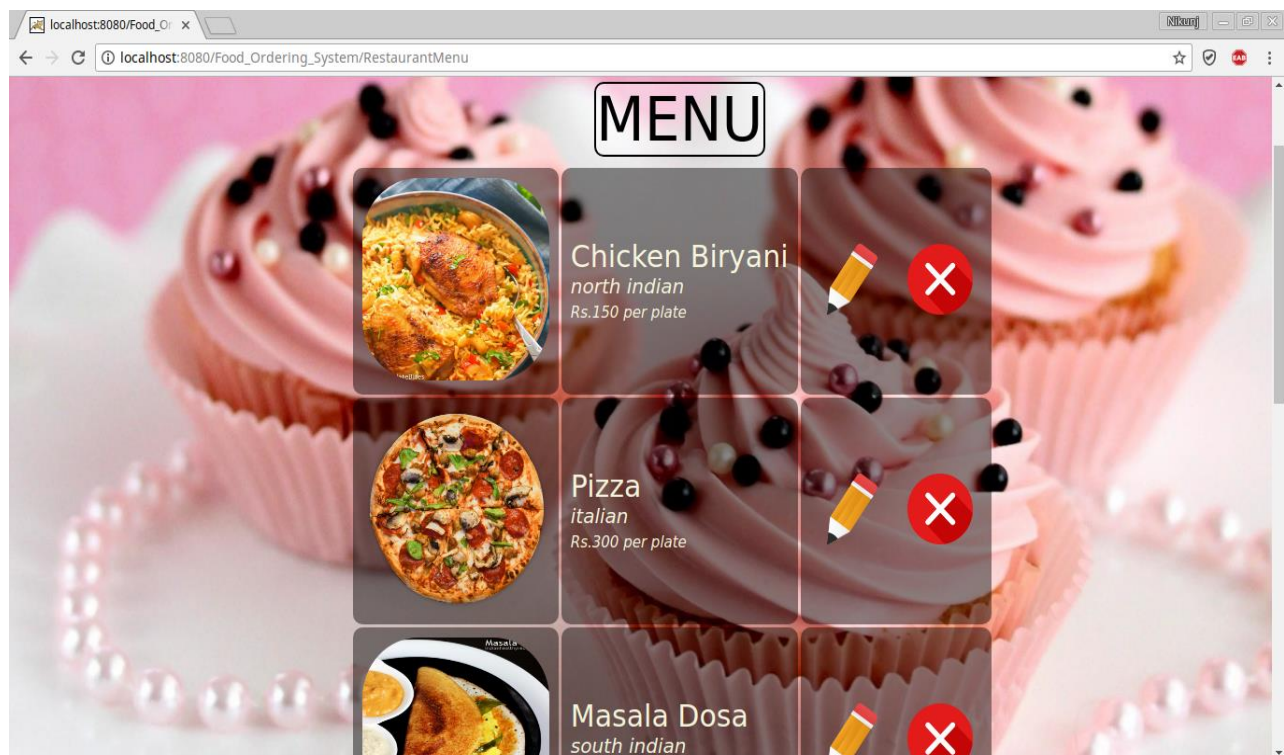 localhost:8080/Food_Or
Nikunj
localhost:8080/Food_Ordering_System/RestaurantMenu
EAB
MENU
Chicken Biryani
north indian
Rs.150 per plate
Pizza
italian
Rs.300 per plate
Masala
Masala Dosa
south indian